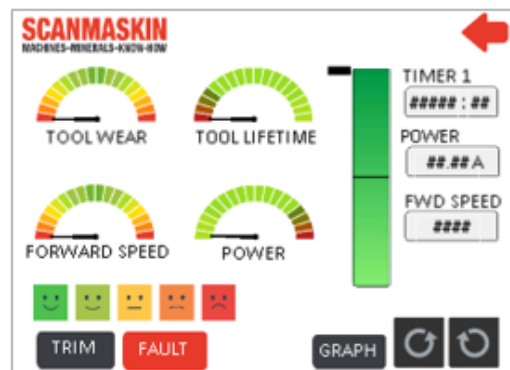 SCANMASKIN
MACHINES-MINERALS-KNOW-HOW
TIMER 1
#####:##
TOOL WEAR
TOOL LIFETIME
POWER
##.##A
FWD SPEED
####
FORWARD SPEED
POWER
TRIM
FAULT
GRAPH